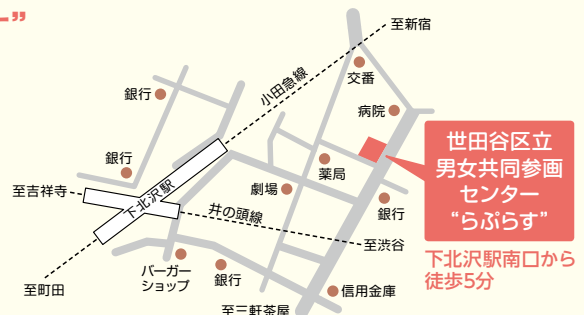 ”
至新宿
小田急線
交番
銀行
病院
世田谷区立
男女共同参画
センター
“らぷらす”
銀行
薬局
至吉祥寺
下北沢駅
劇場
井の頭線
銀行
下北沢駅南口から
徒歩5分
至渋谷
バーガー
ショップ
銀行
至町田
信用金庫
至三軒茶屋